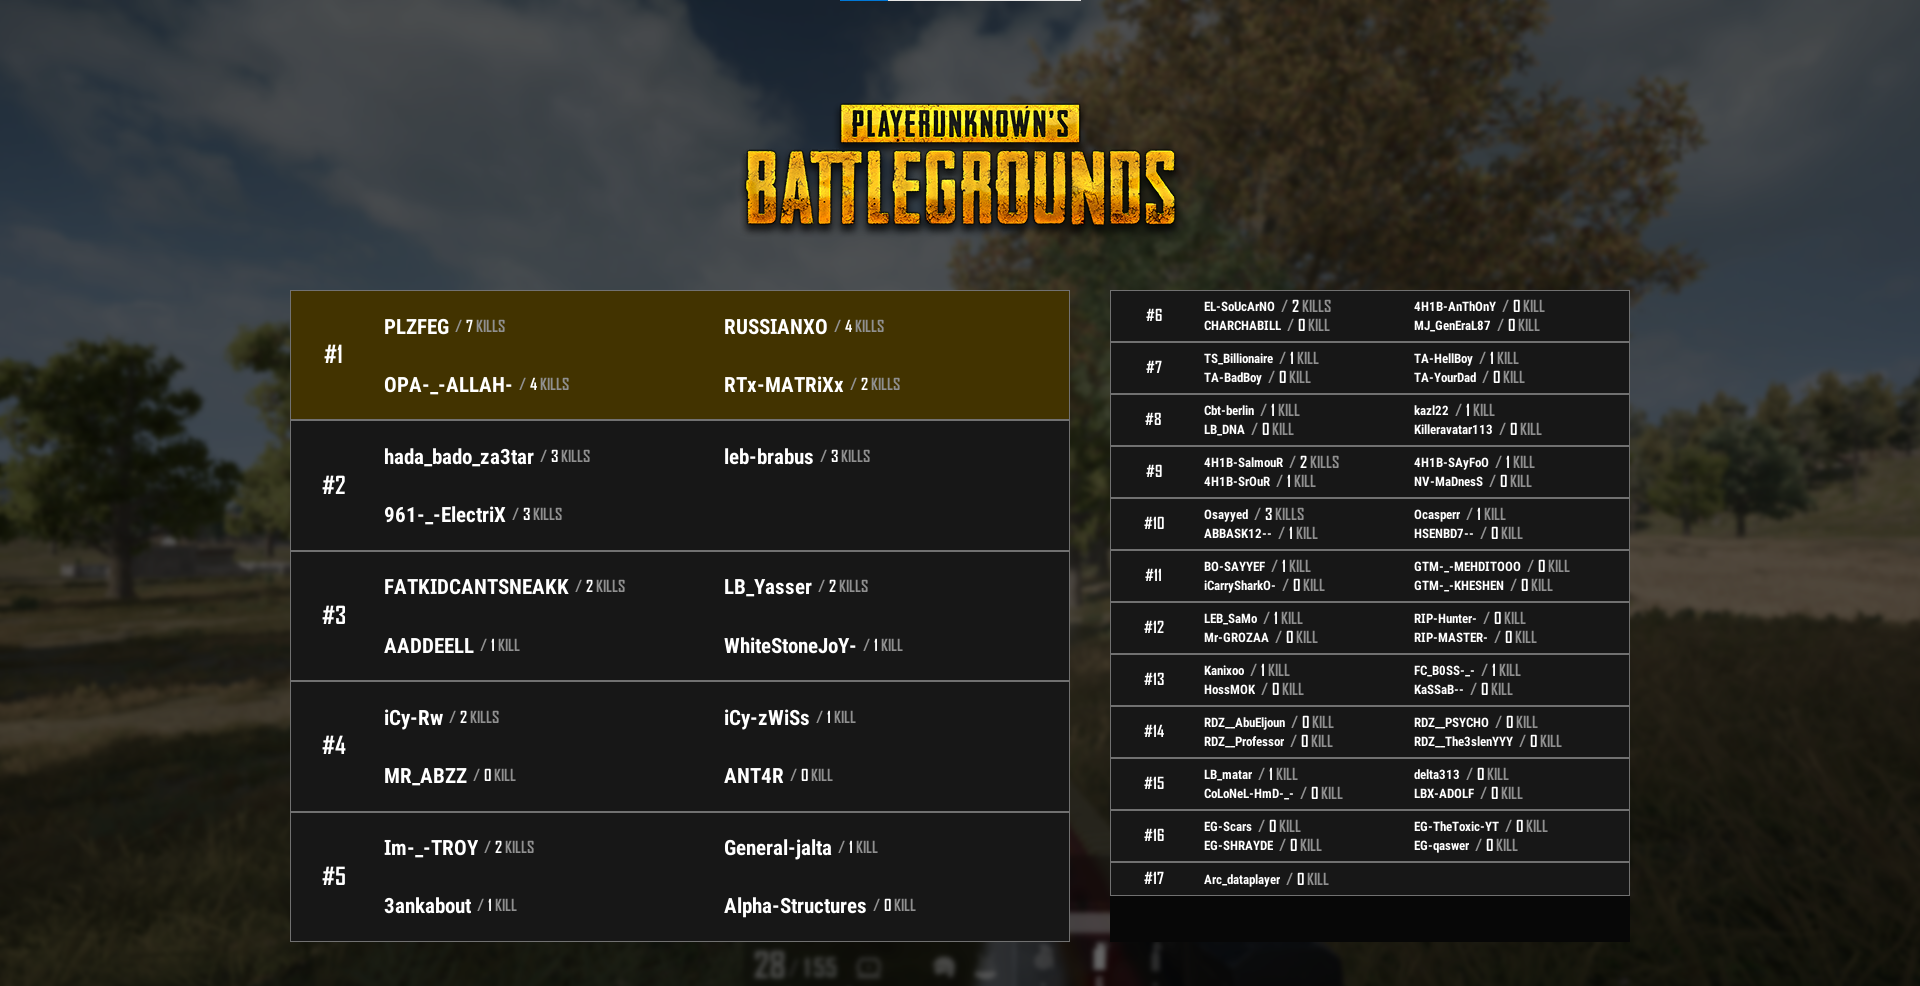 PLAYERUNKNOWN'S
BATTLEGROUNDS
#1
PLZFEG / 7 KILLS
RUSSIANXO / 4 KILLS
OPA-_-ALLAH- / 4 KILLS
RTx-MATRiXx / 2 KILLS
#2
hada_bado_za3tar / 3 KILLS
leb-brabus / 3 KILLS
961-_-ElectriX / 3 KILLS
#3
FATKIDCANTSNEAKK / 2 KILLS
LB_Yasser / 2 KILLS
AADDEELL / 1 KILL
WhiteStoneJoY- / 1 KILL
#4
iCy-Rw / 2 KILLS
iCy-zWiSs / 1 KILL
MR_ABZZ / 0 KILL
ANT4R / 0 KILL
#5
Im-_-TROY / 2 KILLS
General-jalta / 1 KILL
3ankabout / 1 KILL
Alpha-Structures / 0 KILL
#6
EL-SoUcArNO / 2 KILLS
4H1B-AnThOnY / 0 KILL
CHARCHABILL / 0 KILL
MJ_GenEraL87 / 0 KILL
#7
TS_Billionaire / 1 KILL
TA-HellBoy / 1 KILL
TA-BadBoy / 0 KILL
TA-YourDad / 0 KILL
#8
Cbt-berlin / 1 KILL
kazl22 / 1 KILL
LB_DNA / 0 KILL
Killeravatar113 / 0 KILL
#9
4H1B-SalmouR / 2 KILLS
4H1B-SAyFoO / 1 KILL
4H1B-SrOuR / 1 KILL
NV-MaDnesS / 0 KILL
#10
Osayyed / 3 KILLS
Ocasperr / 1 KILL
ABBASK12-- / 1 KILL
HSENBD7-- / 0 KILL
#11
BO-SAYYEF / 1 KILL
GTM-_-MEHDITOOO / 0 KILL
iCarrySharkO- / 0 KILL
GTM-_-KHESHEN / 0 KILL
#12
LEB_SaMo / 1 KILL
RIP-Hunter- / 0 KILL
Mr-GROZAA / 0 KILL
RIP-MASTER- / 0 KILL
#13
Kanixoo / 1 KILL
FC_B0SS-_- / 1 KILL
HossMOK / 0 KILL
KaSSaB-- / 0 KILL
#14
RDZ__AbuEljoun / 0 KILL
RDZ__PSYCHO / 0 KILL
RDZ__Professor / 0 KILL
RDZ__The3slenYYY / 0 KILL
#15
LB_matar / 1 KILL
delta313 / 0 KILL
CoLoNeL-HmD-_- / 0 KILL
LBX-ADOLF / 0 KILL
#16
EG-Scars / 0 KILL
EG-TheToxic-YT / 0 KILL
EG-SHRAYDE / 0 KILL
EG-qaswer / 0 KILL
#17
Arc_dataplayer / 0 KILL
28 / 155